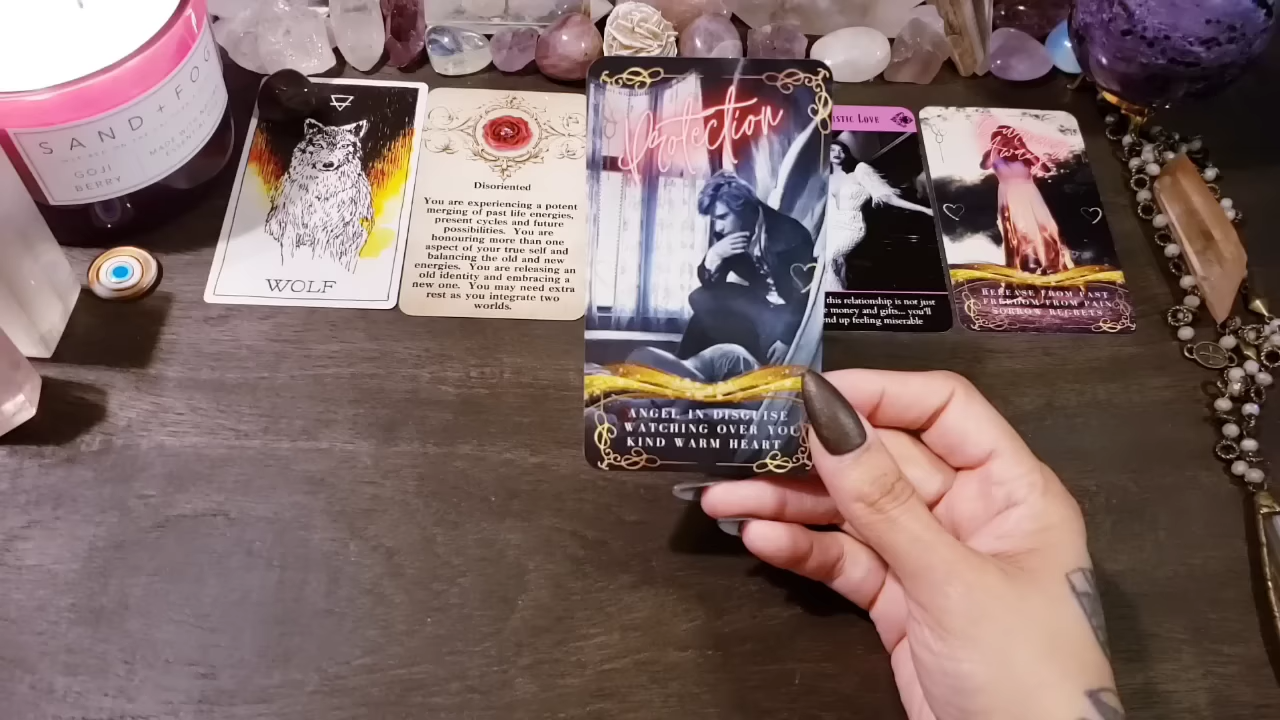 SAND + FOG
GOJI
BERRY
WOLF
Disoriented
You are experiencing a potent
merging of past life energies,
present cycles and future
possibilities. You are
honouring more than one
aspect of your true self and
balancing the old and new
energies. You are releasing an
old identity and embracing a
new one. You may need extra
rest as you integrate two
worlds.
Protection
ANGEL IN DISGUISE
WATCHING OVER YOU
KIND WARM HEART
Love
this relationship is not just
money and gifts... you'll
end up feeling miserable
RELEASE FROM PAST
FREEDOM FROM PAIN
SORROW REGRETS